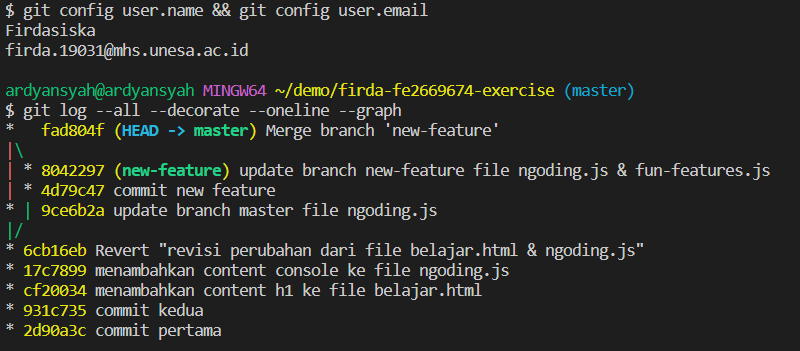 $ git config user.name && git config user.email
Firdasiska
firda.19031@mhs.unesa.ac.id
ardyansyah@ardyansyah MINGW64 ~/demo/firda-fe2669674-exercise (master)
$ git log --all --decorate --oneline --graph
*   fad804f (HEAD -> master) Merge branch 'new-feature'
|\
| * 8042297 (new-feature) update branch new-feature file ngoding.js & fun-features.js
| * 4d79c47 commit new feature
* | 9ce6b2a update branch master file ngoding.js
|/
* 6cb16eb Revert "revisi perubahan dari file belajar.html & ngoding.js"
* 17c7899 menambahkan content console ke file ngoding.js
* cf20034 menambahkan content h1 ke file belajar.html
* 931c735 commit kedua
* 2d90a3c commit pertama